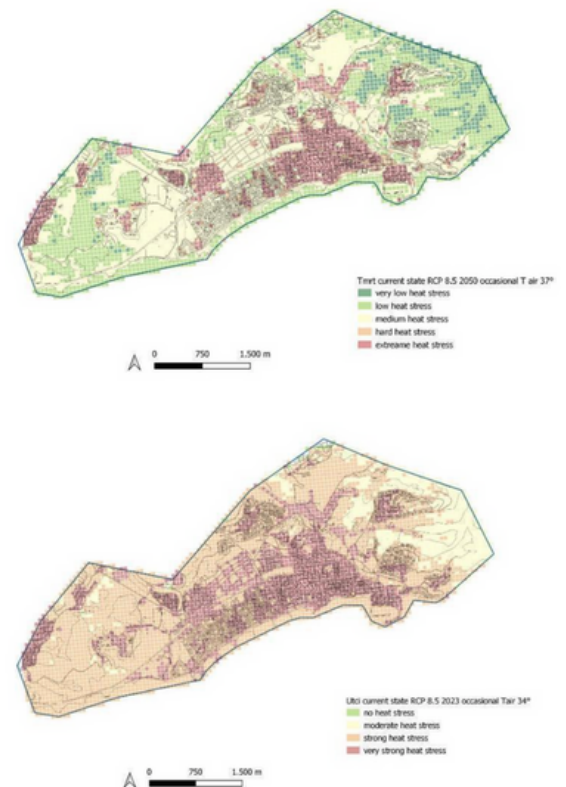 Tmrt current state RCP 8.5 2050 occasional T air 37°
very low heat stress
low heat stress
medium heat stress
hard heat stress
extreame heat stress
0 750 1.500 m
Utci current state RCP 8.5 2023 occasional Tair 34°
no heat stress
moderate heat stress
strong heat stress
very strong heat stress
0 750 1.500 m